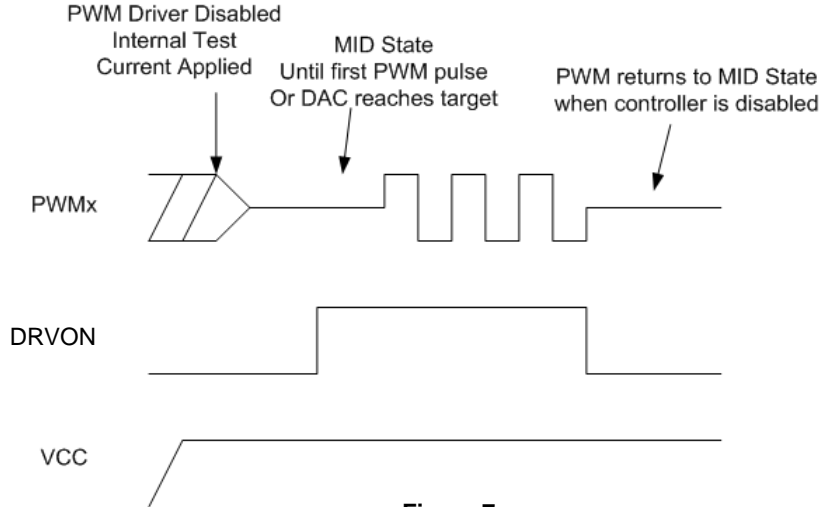 PWM Driver Disabled
Internal Test
Current Applied
MID State
Until first PWM pulse
Or DAC reaches target
PWM returns to MID State
when controller is disabled
PWMx
DRVON
VCC